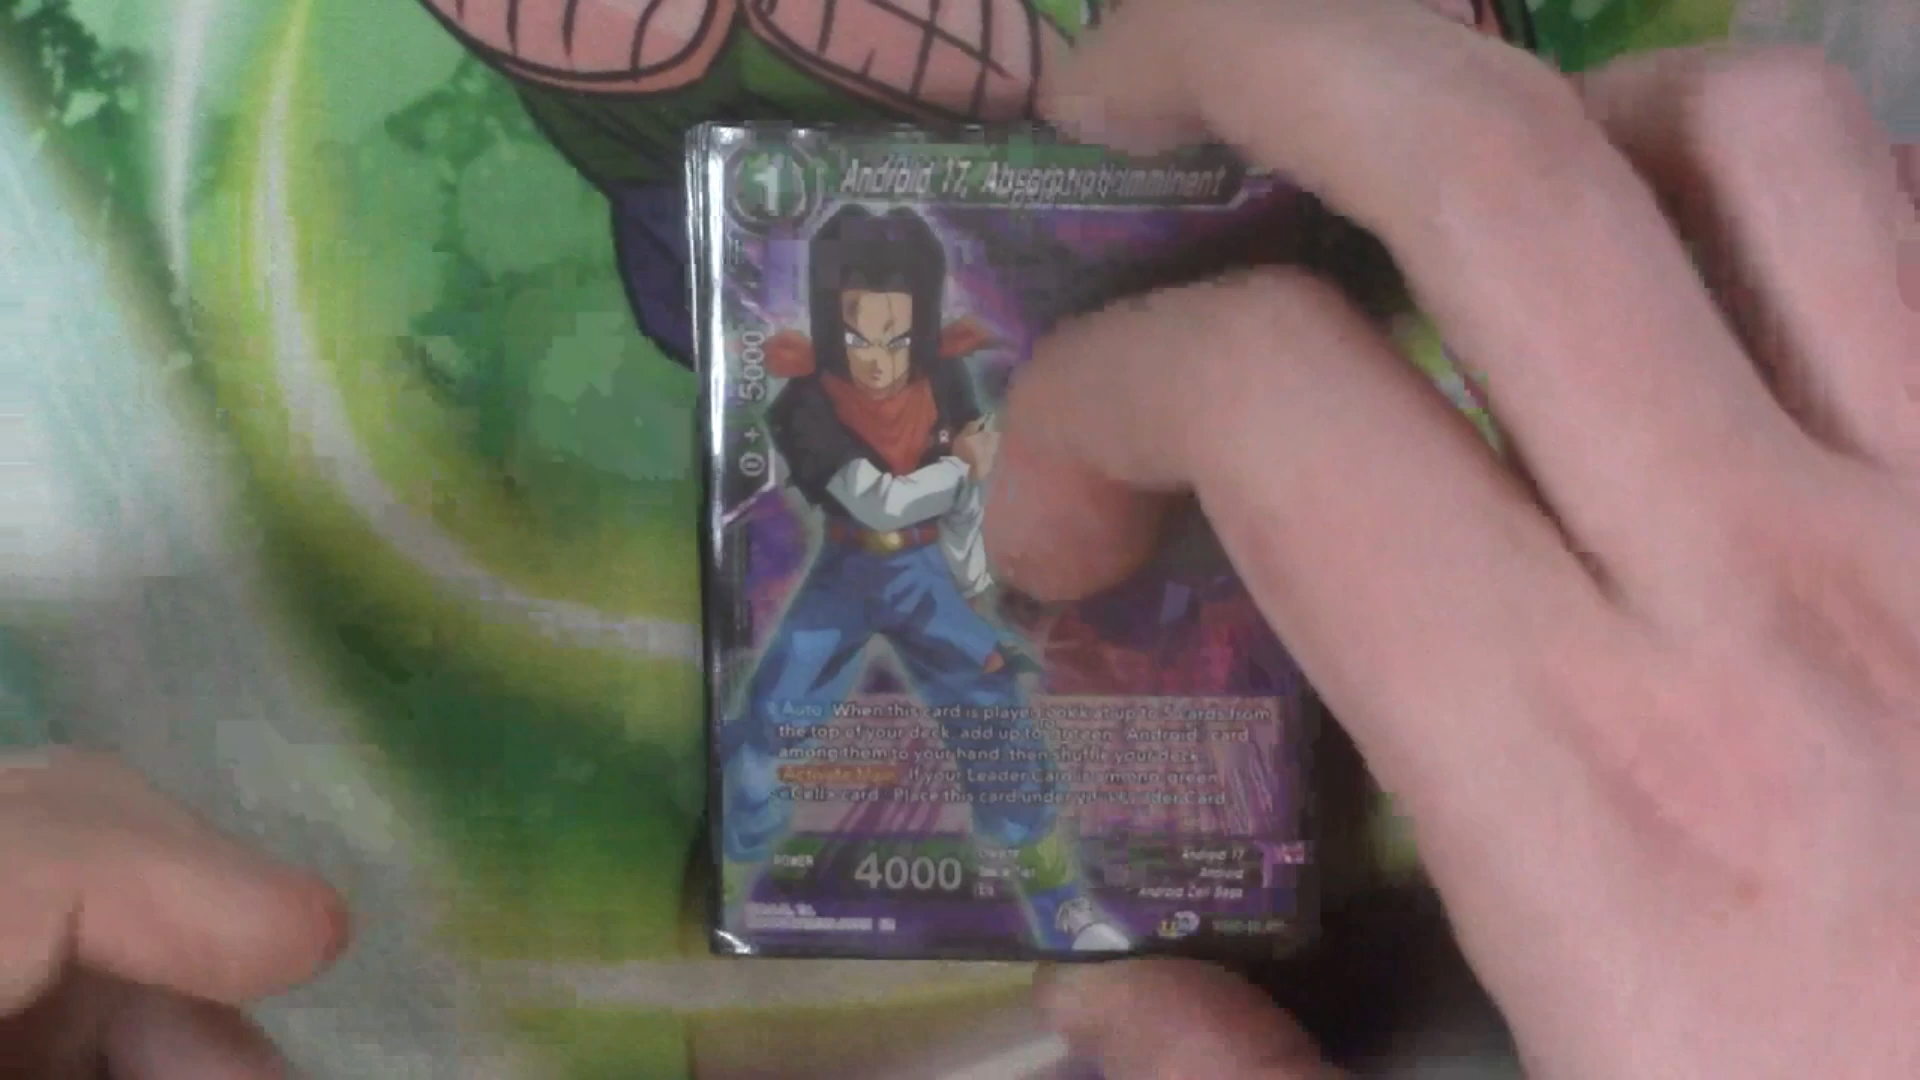 1
Android 17, Absorption Imminent
0 + 5000
Auto When this card is played, look at up to 5 cards from
the top of your deck, add up to 1 green Android card
among them to your hand, then shuffle your deck.
Activate Main If your Leader Card is a mono-green
<Cell> card: Place this card under your Leader Card.
POWER
4000
Android 17
Android
Android Cell Saga